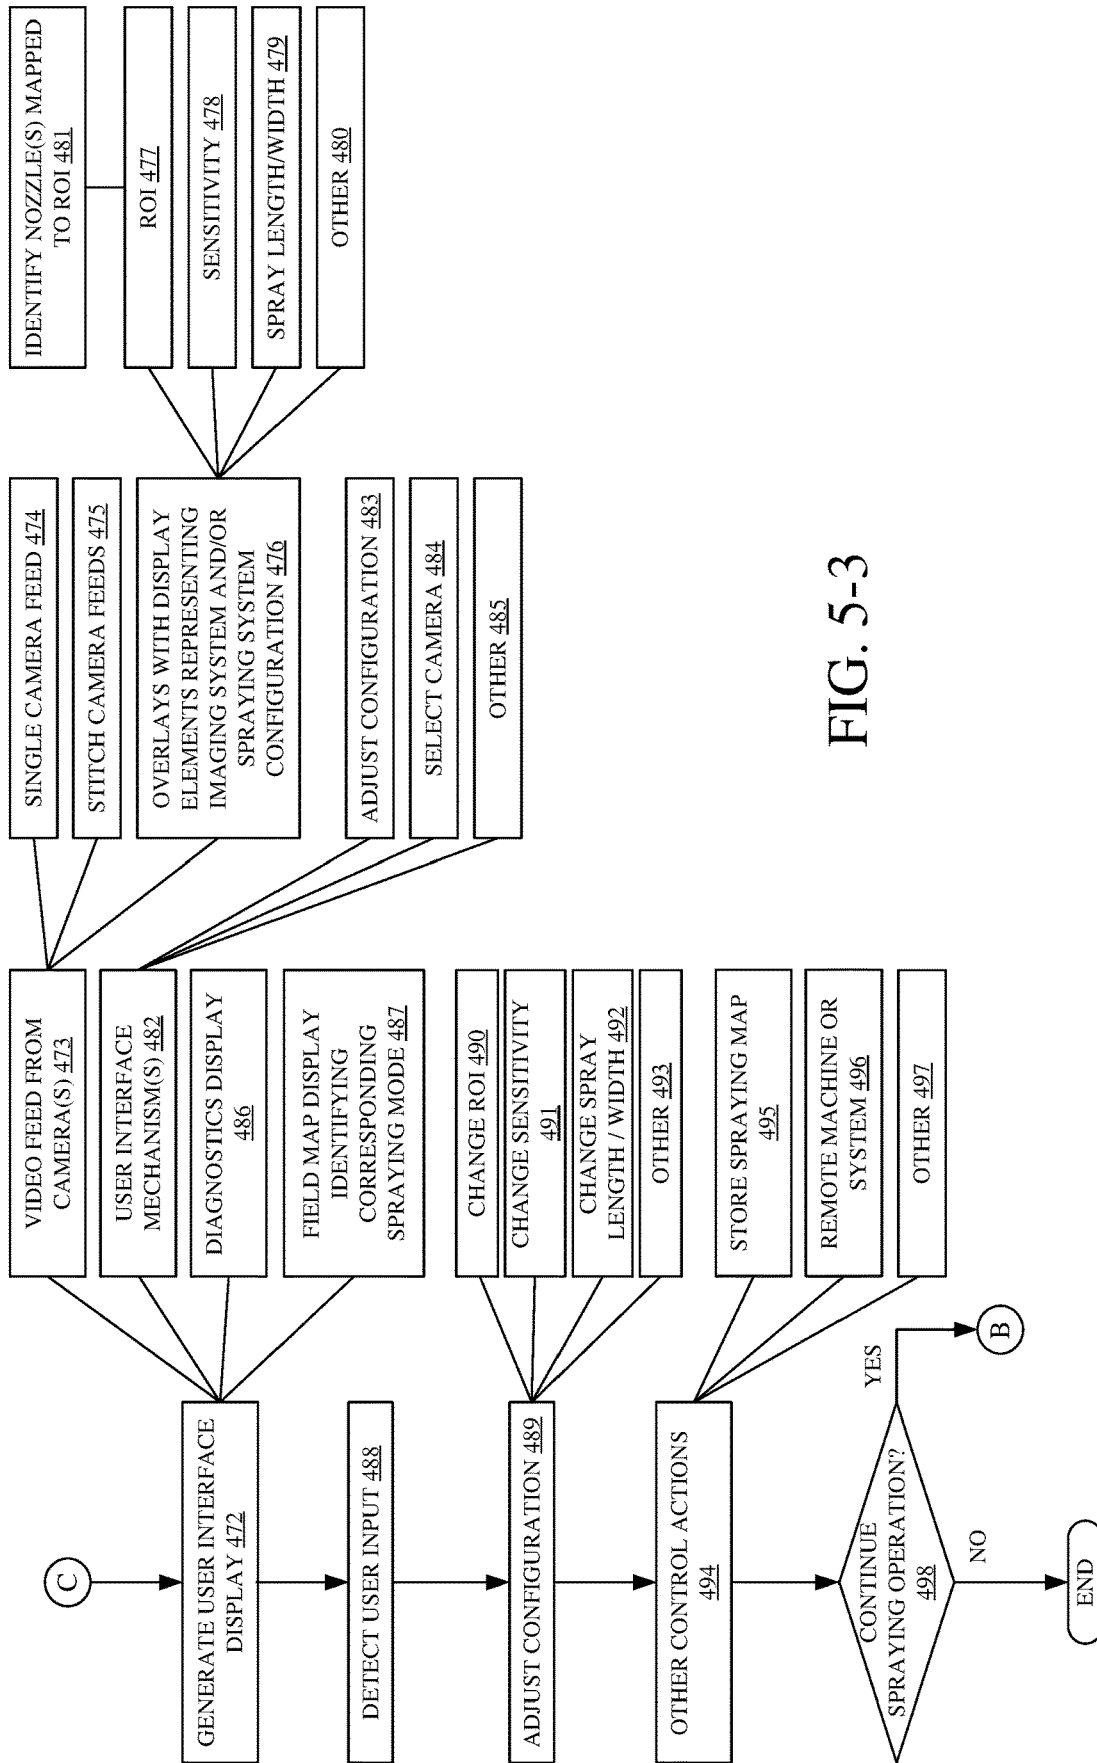 C
GENERATE USER INTERFACE
DISPLAY 472
VIDEO FEED FROM
CAMERA(S) 473
SINGLE CAMERA FEED 474
STITCH CAMERA FEEDS 475
OVERLAYS WITH DISPLAY
ELEMENTS REPRESENTING
IMAGING SYSTEM AND/OR
SPRAYING SYSTEM
CONFIGURATION 476
IDENTIFY NOZZLE(S) MAPPED
TO ROI 481
ROI 477
SENSITIVITY 478
SPRAY LENGTH/WIDTH 479
OTHER 480
USER INTERFACE
MECHANISM(S) 482
ADJUST CONFIGURATION 483
SELECT CAMERA 484
OTHER 485
DIAGNOSTICS DISPLAY
486
FIELD MAP DISPLAY
IDENTIFYING
CORRESPONDING
SPRAYING MODE 487
DETECT USER INPUT 488
ADJUST CONFIGURATION 489
CHANGE ROI 490
CHANGE SENSITIVITY
491
CHANGE SPRAY
LENGTH / WIDTH 492
OTHER 493
OTHER CONTROL ACTIONS
494
STORE SPRAYING MAP
495
REMOTE MACHINE OR
SYSTEM 496
OTHER 497
CONTINUE
SPRAYING OPERATION?
498
YES
B
NO
END
FIG. 5-3